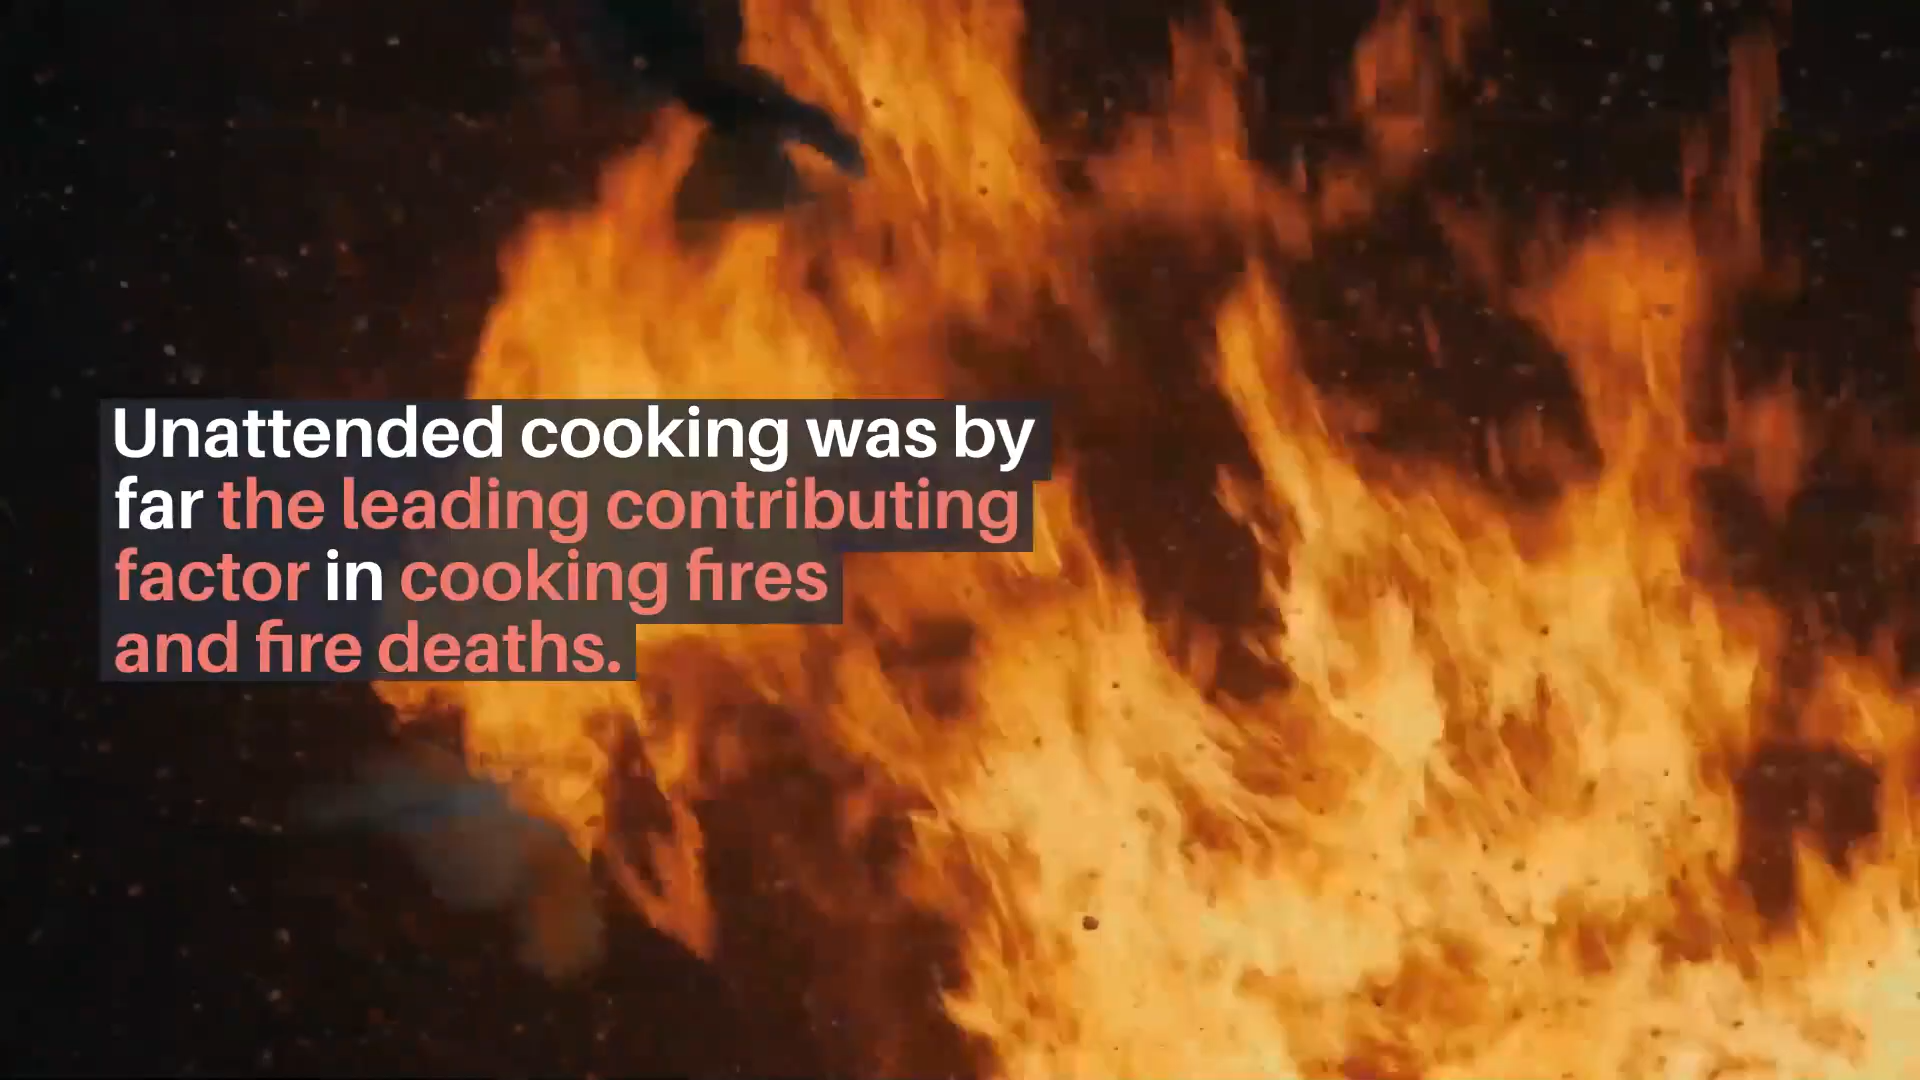 Unattended cooking was by
far the leading contributing
factor in cooking fires
and fire deaths.